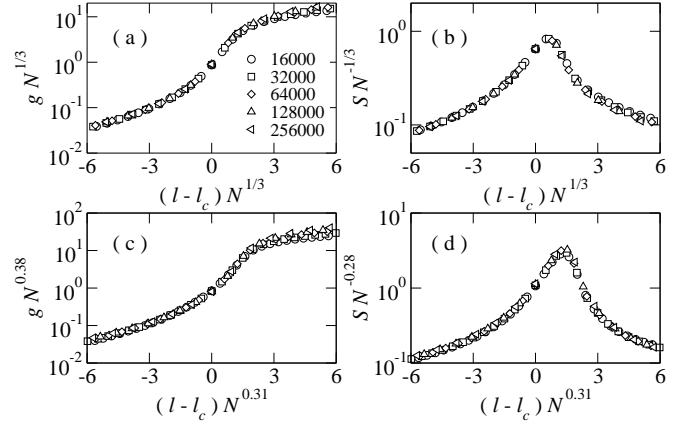 ( a )
g N^{1/3}
10^1
10^0
10^{-1}
10^{-2}
16000
32000
64000
128000
256000
-6 -3 0 3 6
( l - l_c ) N^{1/3}
( b )
S N^{-1/3}
10^0
10^{-1}
-6 -3 0 3 6
( l - l_c ) N^{1/3}
( c )
g N^{0.38}
10^2
10^1
10^0
10^{-1}
10^{-2}
-6 -3 0 3 6
( l - l_c ) N^{0.31}
( d )
S N^{-0.28}
10^1
10^0
10^{-1}
-6 -3 0 3 6
( l - l_c ) N^{0.31}